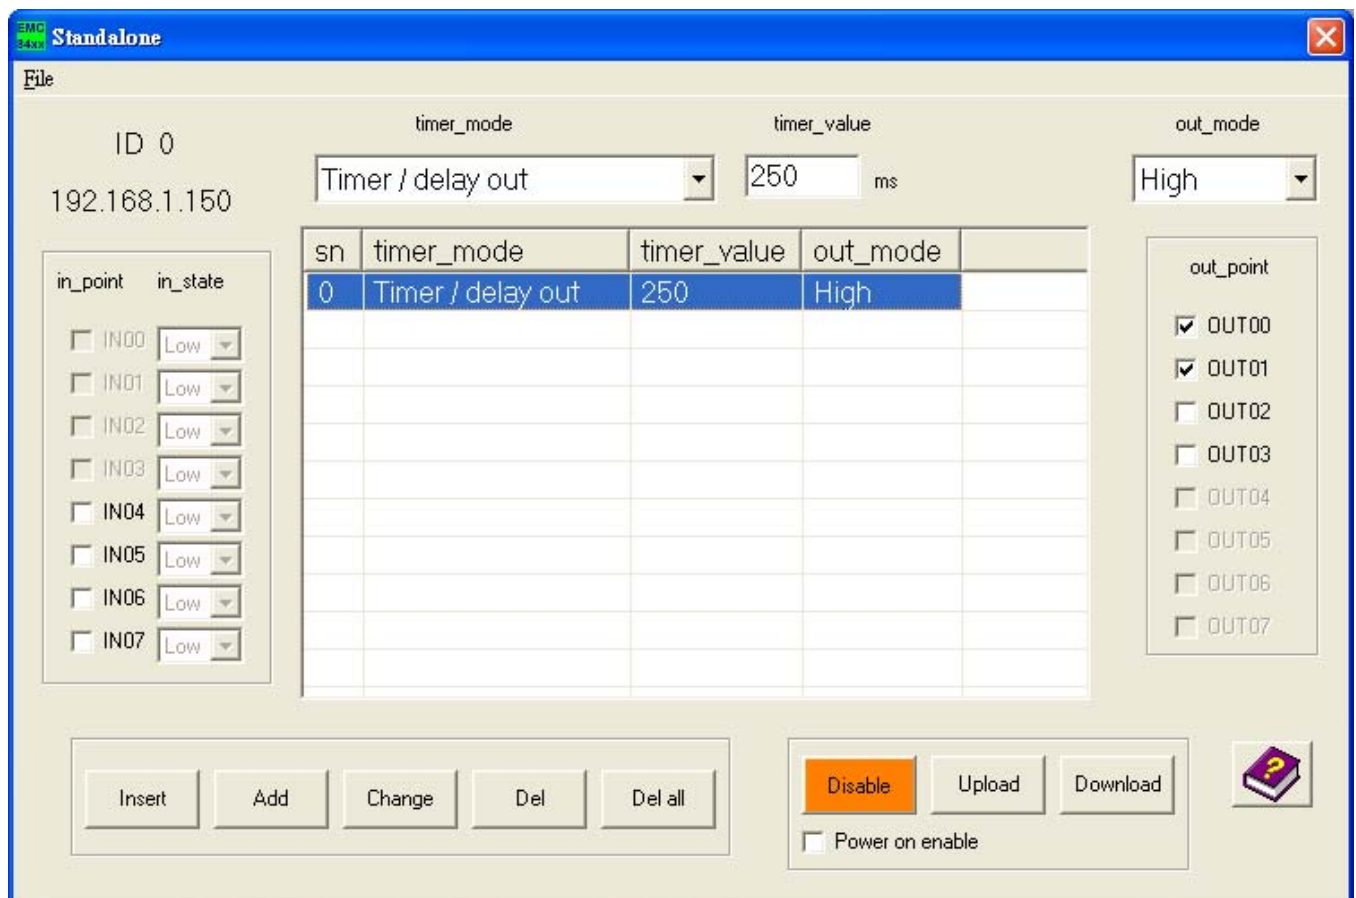 EMC
34xx
Standalone
File
ID 0
192.168.1.150
timer_mode
Timer / delay out
timer_value
250 ms
out_mode
High
in_point in_state
IN00 Low
IN01 Low
IN02 Low
IN03 Low
IN04 Low
IN05 Low
IN06 Low
IN07 Low
sn timer_mode timer_value out_mode
0 Timer / delay out 250 High
out_point
OUT00
OUT01
OUT02
OUT03
OUT04
OUT05
OUT06
OUT07
Insert Add Change Del Del all
Disable Upload Download
Power on enable
?